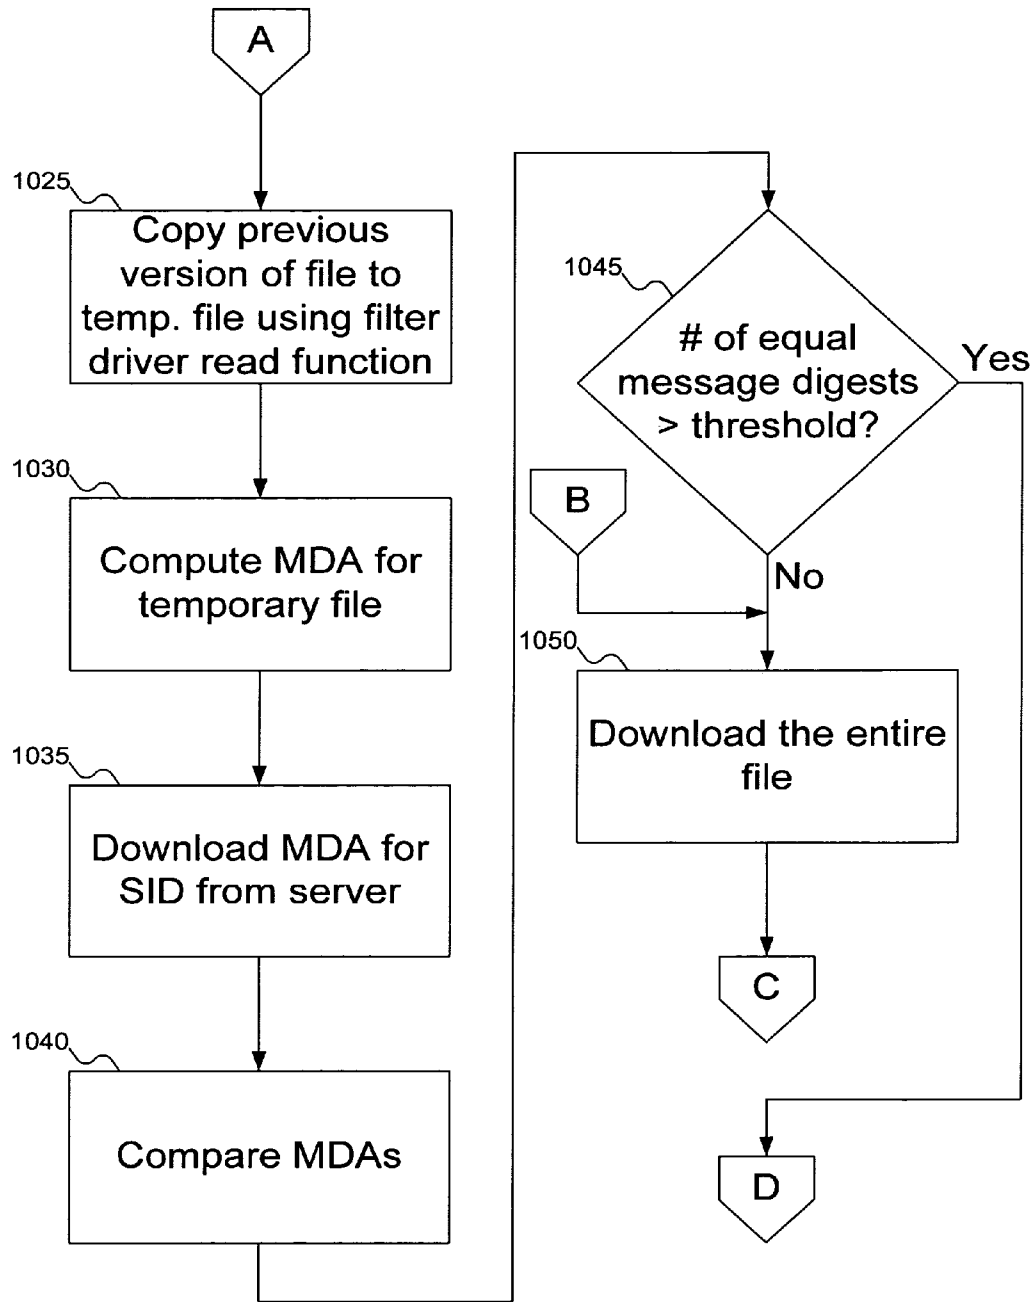 A
1025
Copy previous
version of file to
temp. file using filter
driver read function
1030
Compute MDA for
temporary file
1035
Download MDA for
SID from server
1040
Compare MDAs
1045
# of equal
message digests
> threshold?
Yes
B
No
1050
Download the entire
file
C
D